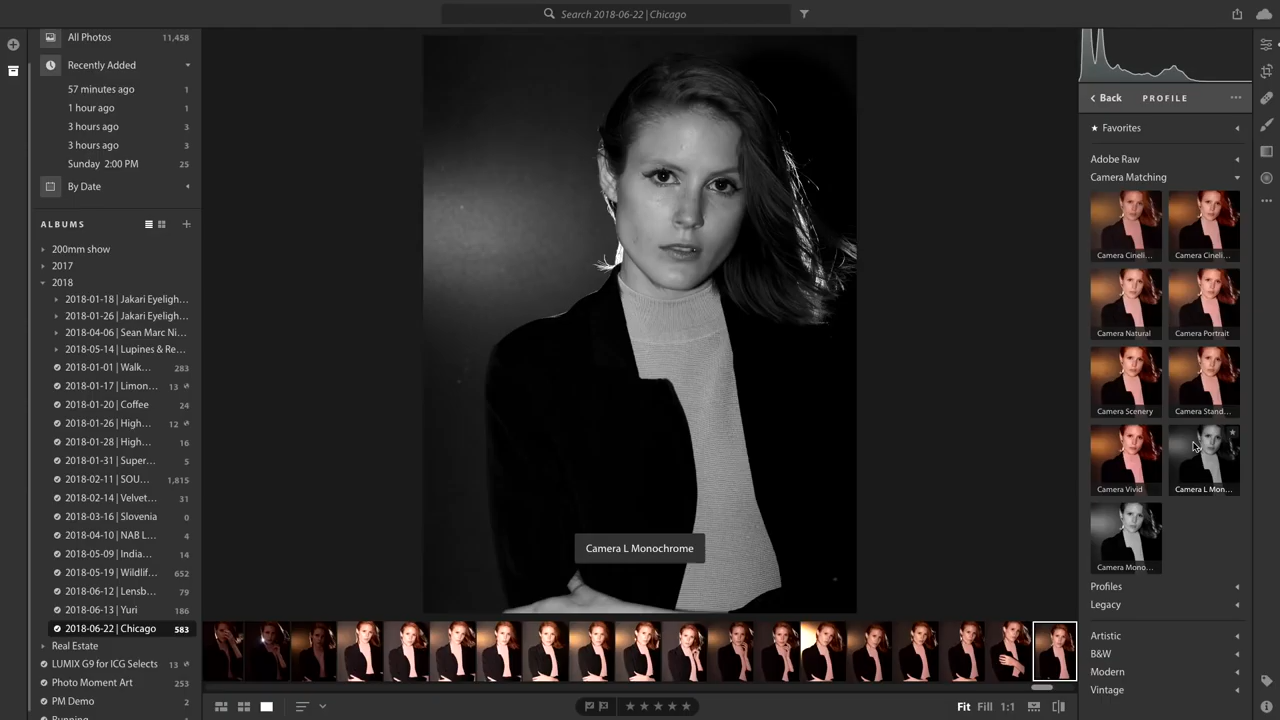 Search 2018-06-22 | Chicago
All Photos 11,458
Recently Added
57 minutes ago 1
1 hour ago 1
3 hours ago 3
3 hours ago 3
Sunday 2:00 PM 25
By Date
ALBUMS
200mm show
2017
2018
2018-01-18 | Jakari Eyeligh...
2018-01-26 | Jakari Eyeligh...
2018-04-06 | Sean Marc Ni...
2018-05-14 | Lupines & Re...
2018-01-01 | Walk... 283
2018-01-17 | Limon... 13
2018-01-20 | Coffee 24
2018-01-26 | High... 12
2018-01-28 | High... 16
2018-01-31 | Super... 5
2018-02-11 | SOU... 1,815
2018-02-14 | Velvet... 31
2018-03-16 | Slovenia 0
2018-04-10 | NAB L... 4
2018-05-09 | India... 14
2018-05-19 | Wildlif... 652
2018-06-12 | Lensb... 79
2018-06-13 | Yuri 186
2018-06-22 | Chicago 583
Real Estate
LUMIX G9 for ICG Selects 13
Photo Moment Art 253
PM Demo 2
Camera L Monochrome
Fit Fill 1:1
Back PROFILE
Favorites
Adobe Raw
Camera Matching
Camera Cineli... Camera Cineli...
Camera Natural Camera Portrait
Camera Scenery Camera Stand...
Camera Vivid Camera L Mon...
Camera Mono...
Profiles
Legacy
Artistic
B&W
Modern
Vintage